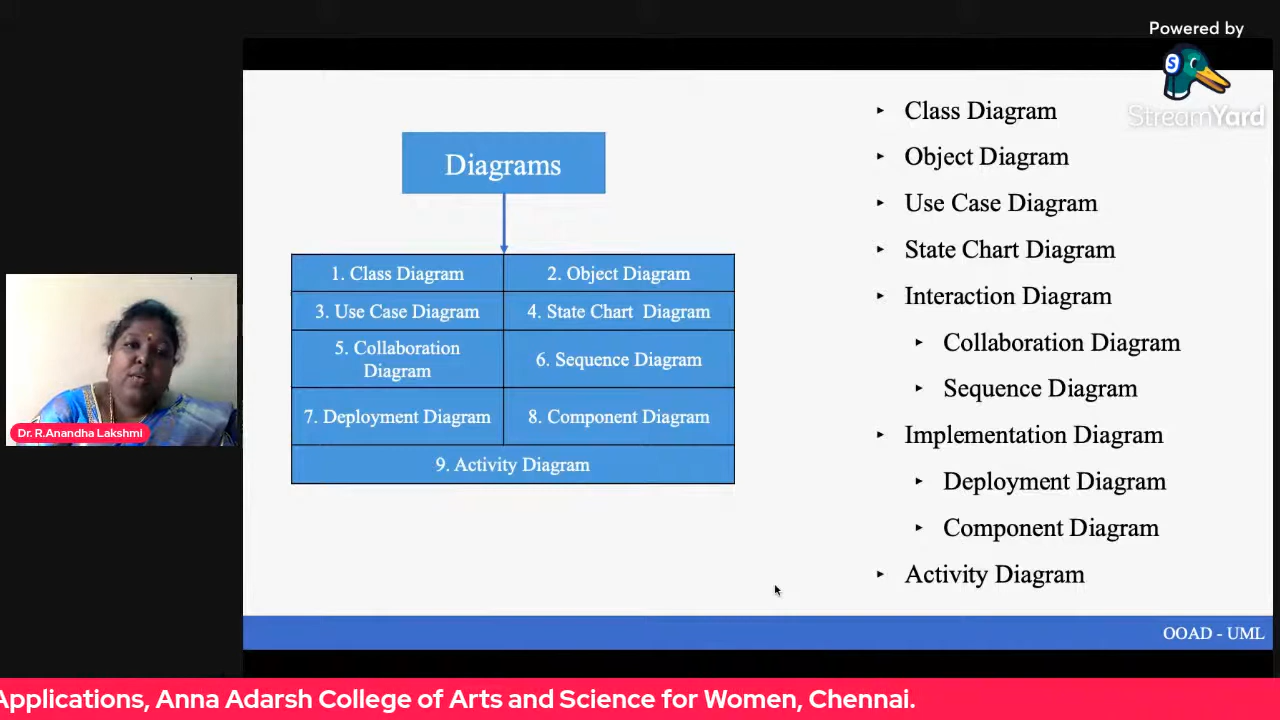 Powered by
StreamYard
Diagrams
1. Class Diagram
2. Object Diagram
3. Use Case Diagram
4. State Chart Diagram
5. Collaboration
Diagram
6. Sequence Diagram
7. Deployment Diagram
8. Component Diagram
9. Activity Diagram
Class Diagram
Object Diagram
Use Case Diagram
State Chart Diagram
Interaction Diagram
Collaboration Diagram
Sequence Diagram
Implementation Diagram
Deployment Diagram
Component Diagram
Activity Diagram
Dr. R.Anandha Lakshmi
OOAD - UML
Applications, Anna Adarsh College of Arts and Science for Women, Chennai.